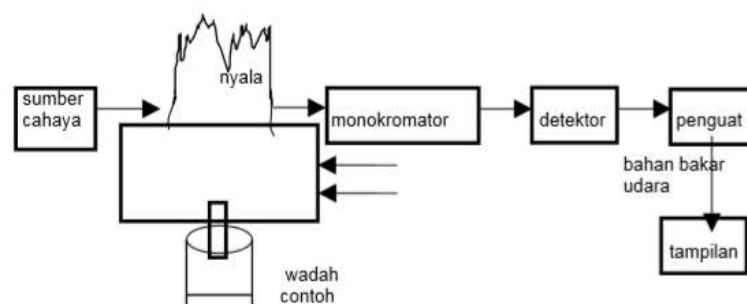 nyala
sumber
cahaya
monokromator
detektor
penguat
bahan bakar
udara
tampilan
wadah
contoh